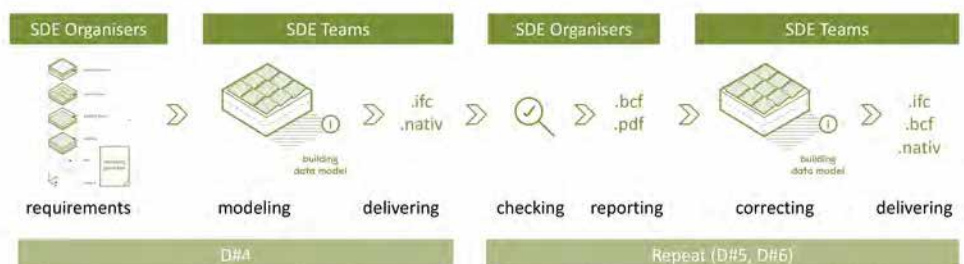 SDE Organisers
SDE Teams
SDE Organisers
SDE Teams
.ifc
.nativ
.bcf
.pdf
.ifc
.bcf
.nativ
building
data model
building
data model
requirements
modeling
delivering
checking
reporting
correcting
delivering
D#4
Repeat (D#5, D#6)